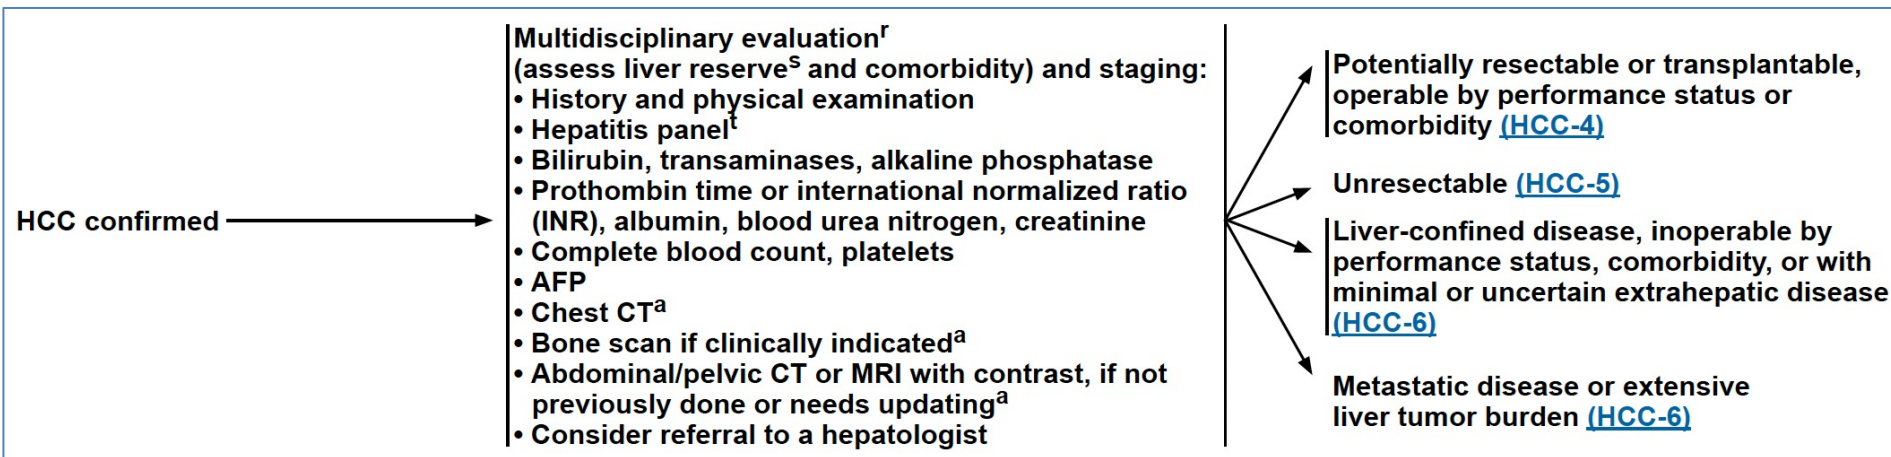 HCC confirmed
Multidisciplinary evaluationr
(assess liver reserves and comorbidity) and staging:
• History and physical examination
• Hepatitis panelt
• Bilirubin, transaminases, alkaline phosphatase
• Prothombin time or international normalized ratio
(INR), albumin, blood urea nitrogen, creatinine
• Complete blood count, platelets
• AFP
• Chest CTa
• Bone scan if clinically indicateda
• Abdominal/pelvic CT or MRI with contrast, if not
previously done or needs updatinga
• Consider referral to a hepatologist
Potentially resectable or transplantable,
operable by performance status or
comorbidity (HCC-4)
Unresectable (HCC-5)
Liver-confined disease, inoperable by
performance status, comorbidity, or with
minimal or uncertain extrahepatic disease
(HCC-6)
Metastatic disease or extensive
liver tumor burden (HCC-6)